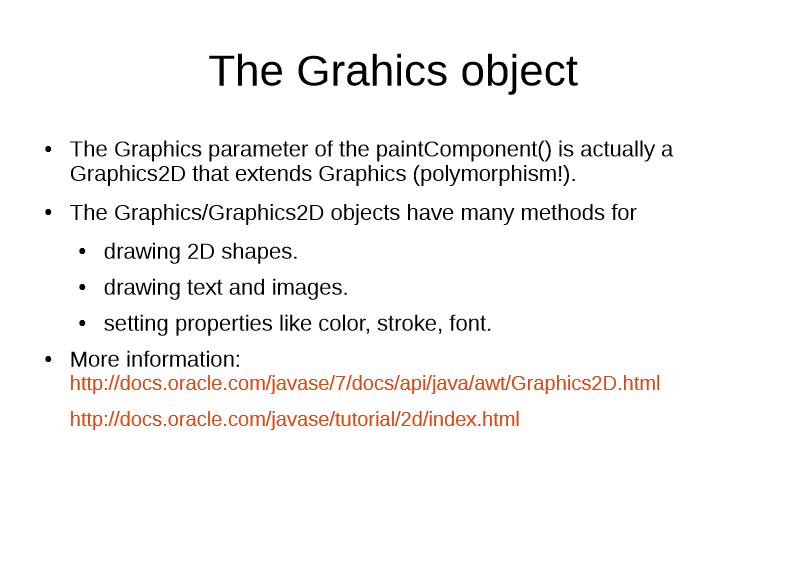 The Grahics object
• The Graphics parameter of the paintComponent() is actually a
Graphics2D that extends Graphics (polymorphism!).
• The Graphics/Graphics2D objects have many methods for
• drawing 2D shapes.
• drawing text and images.
• setting properties like color, stroke, font.
• More information:
http://docs.oracle.com/javase/7/docs/api/java/awt/Graphics2D.html
http://docs.oracle.com/javase/tutorial/2d/index.html